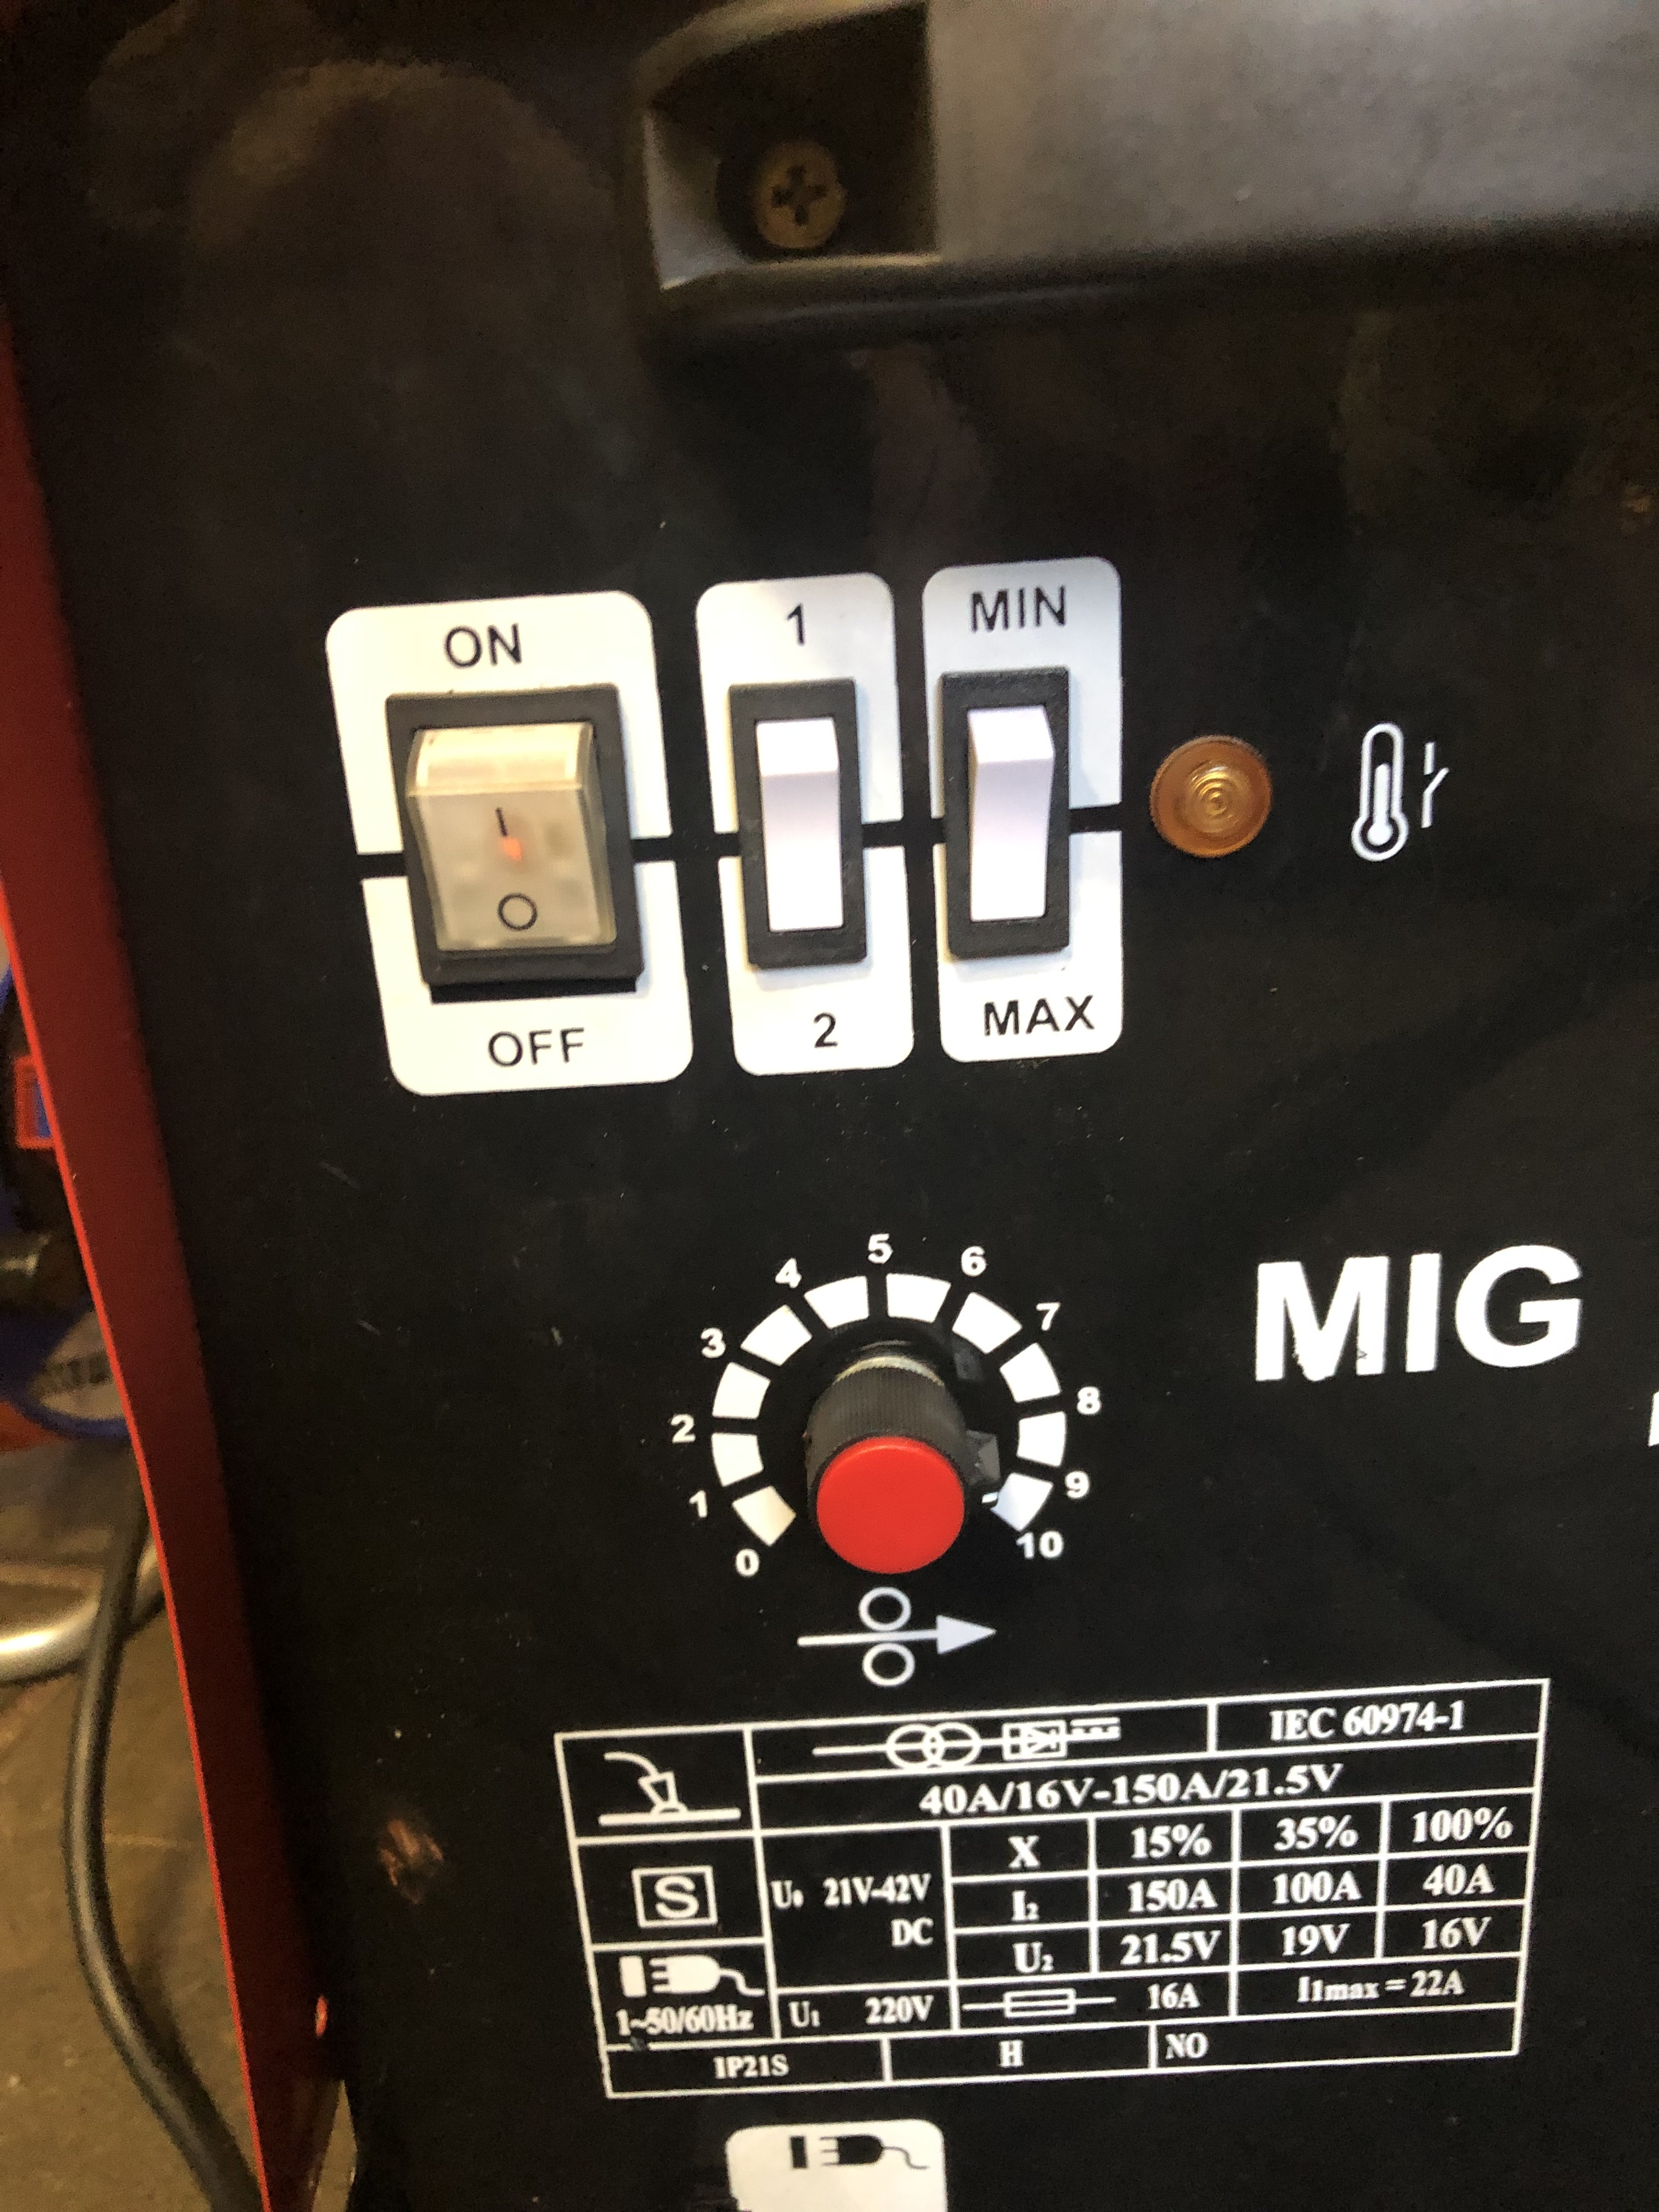 ON
1
MIN
I
O
OFF
2
MAX
5
4
6
3
7
2
8
1
9
0
10
MIG
IEC 60974-1
40A/16V-150A/21.5V
X 15% 35% 100%
S
U₀ 21V-42V
DC
I₂ 150A 100A 40A
U₂ 21.5V 19V 16V
1~50/60Hz
U₁ 220V
16A
I1max = 22A
IP21S
H
NO